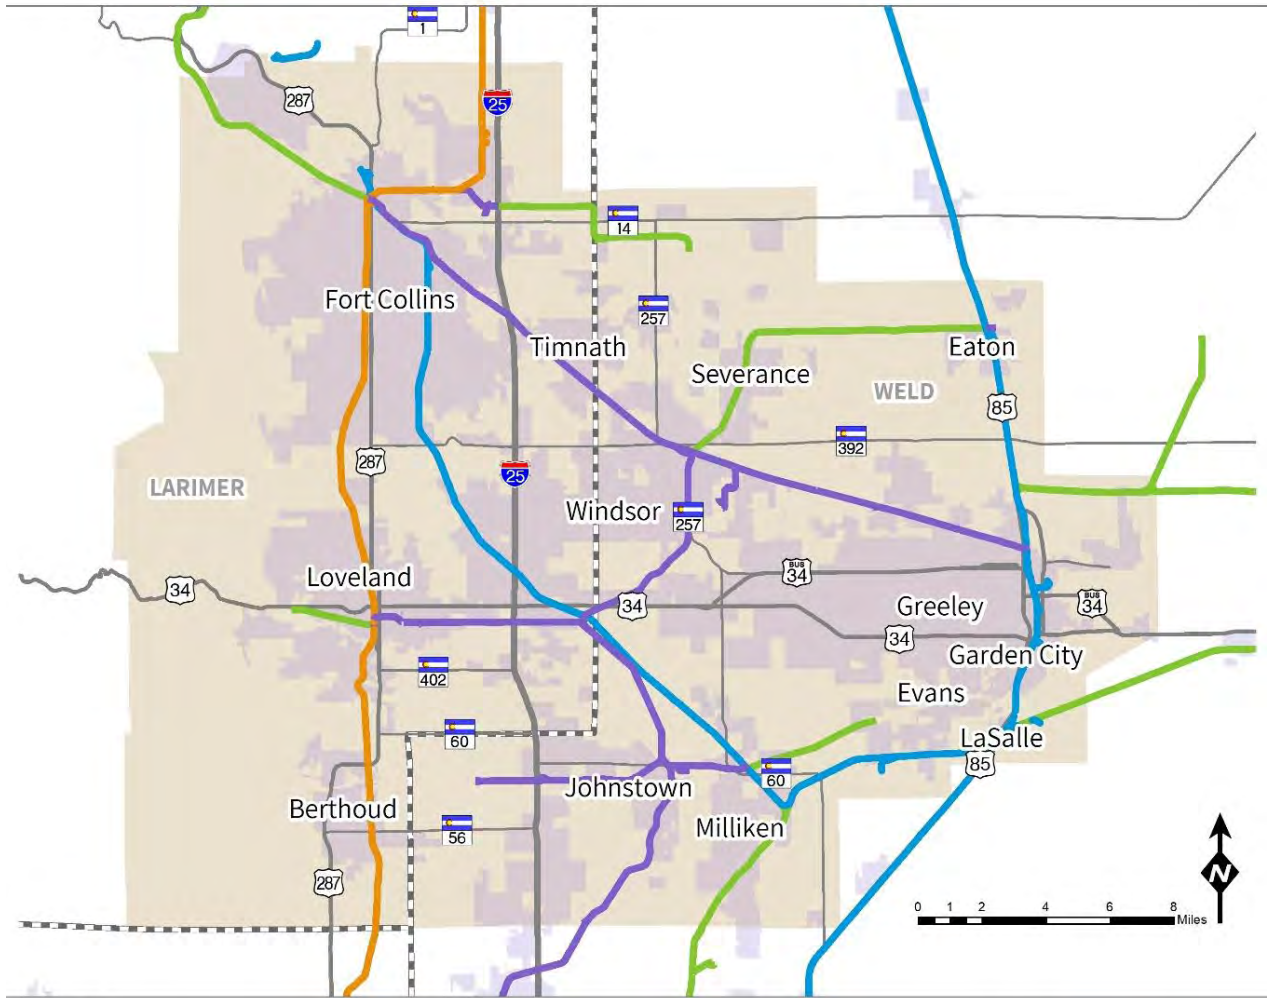 1
287
25
14
Fort Collins
257
Timnath
Eaton
Severance
WELD
85
392
287
25
LARIMER
Windsor
257
Loveland
BUS
34
34
34
BUS
34
Greeley
34
Garden City
402
Evans
60
LaSalle
85
60
Johnstown
Berthoud
56
Milliken
287
N
0 1 2 4 6 8
Miles